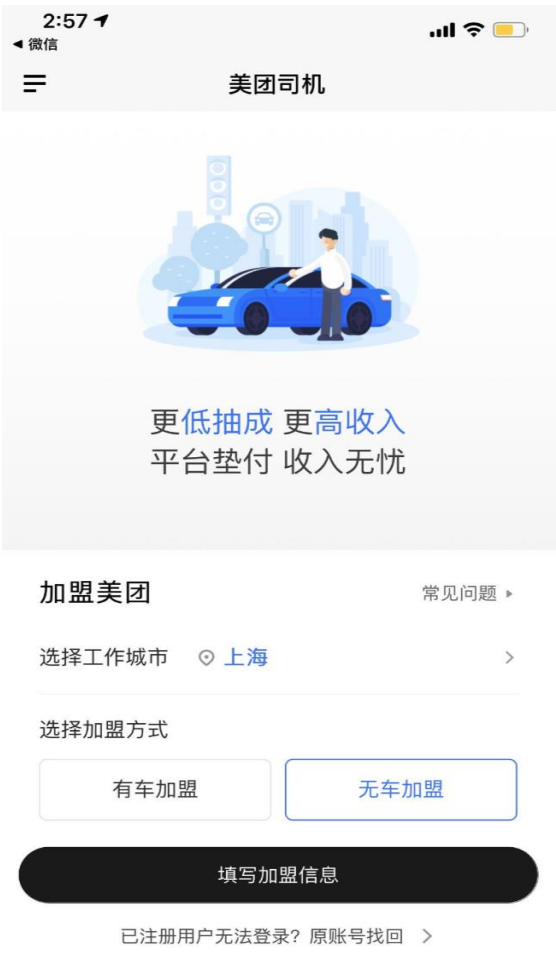 2:57
微信
美团司机
更低抽成 更高收入
平台垫付 收入无忧
加盟美团
常见问题
选择工作城市 上海
选择加盟方式
有车加盟 无车加盟
填写加盟信息
已注册用户无法登录？原账号找回